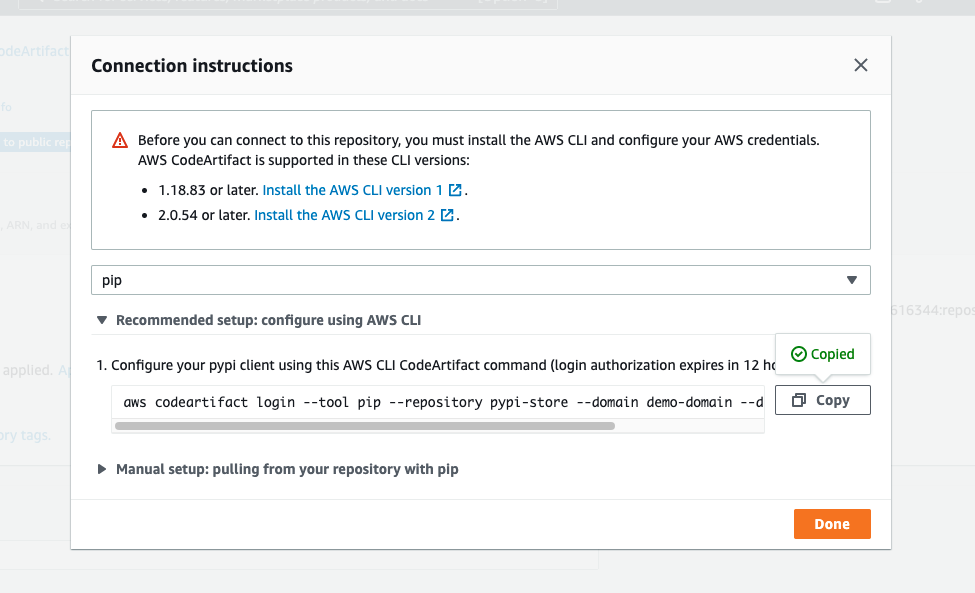 Connection instructions
Before you can connect to this repository, you must install the AWS CLI and configure your AWS credentials.
AWS CodeArtifact is supported in these CLI versions:
• 1.18.83 or later. Install the AWS CLI version 1 .
• 2.0.54 or later. Install the AWS CLI version 2 .
pip
Recommended setup: configure using AWS CLI
Copied
1. Configure your pypi client using this AWS CLI CodeArtifact command (login authorization expires in 12 ho
aws codeartifact login --tool pip --repository pypi-store --domain demo-domain --d
Copy
Manual setup: pulling from your repository with pip
Done
odeArtifact
fo
to public rep
, ARN, and ex
616344:repos
applied. Ap
ory tags.